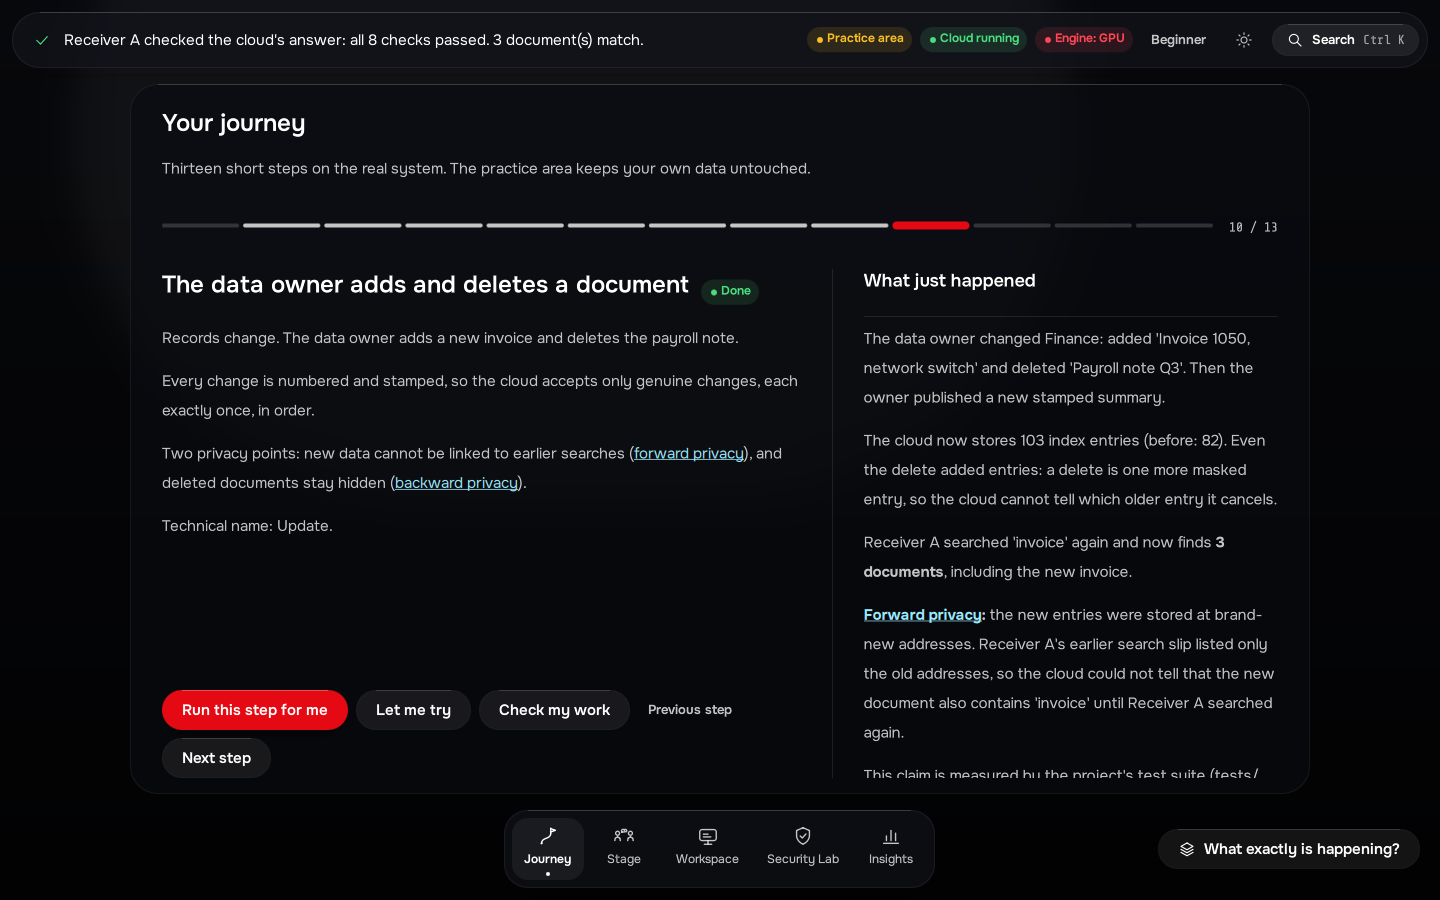 Receiver A checked the cloud's answer: all 8 checks passed. 3 document(s) match.
Practice area
Cloud running
Engine: GPU
Beginner
Search Ctrl K
Your journey
Thirteen short steps on the real system. The practice area keeps your own data untouched.
10 / 13
The data owner adds and deletes a document
Done
Records change. The data owner adds a new invoice and deletes the payroll note.
Every change is numbered and stamped, so the cloud accepts only genuine changes, each
exactly once, in order.
Two privacy points: new data cannot be linked to earlier searches (forward privacy), and
deleted documents stay hidden (backward privacy).
Technical name: Update.
Run this step for me
Let me try
Check my work
Previous step
Next step
What just happened
The data owner changed Finance: added 'Invoice 1050,
network switch' and deleted 'Payroll note Q3'. Then the
owner published a new stamped summary.
The cloud now stores 103 index entries (before: 82). Even
the delete added entries: a delete is one more masked
entry, so the cloud cannot tell which older entry it cancels.
Receiver A searched 'invoice' again and now finds 3
documents, including the new invoice.
Forward privacy: the new entries were stored at brand-
new addresses. Receiver A's earlier search slip listed only
the old addresses, so the cloud could not tell that the new
document also contains 'invoice' until Receiver A searched
again.
This claim is measured by the project's test suite (tests/
Journey
Stage
Workspace
Security Lab
Insights
What exactly is happening?